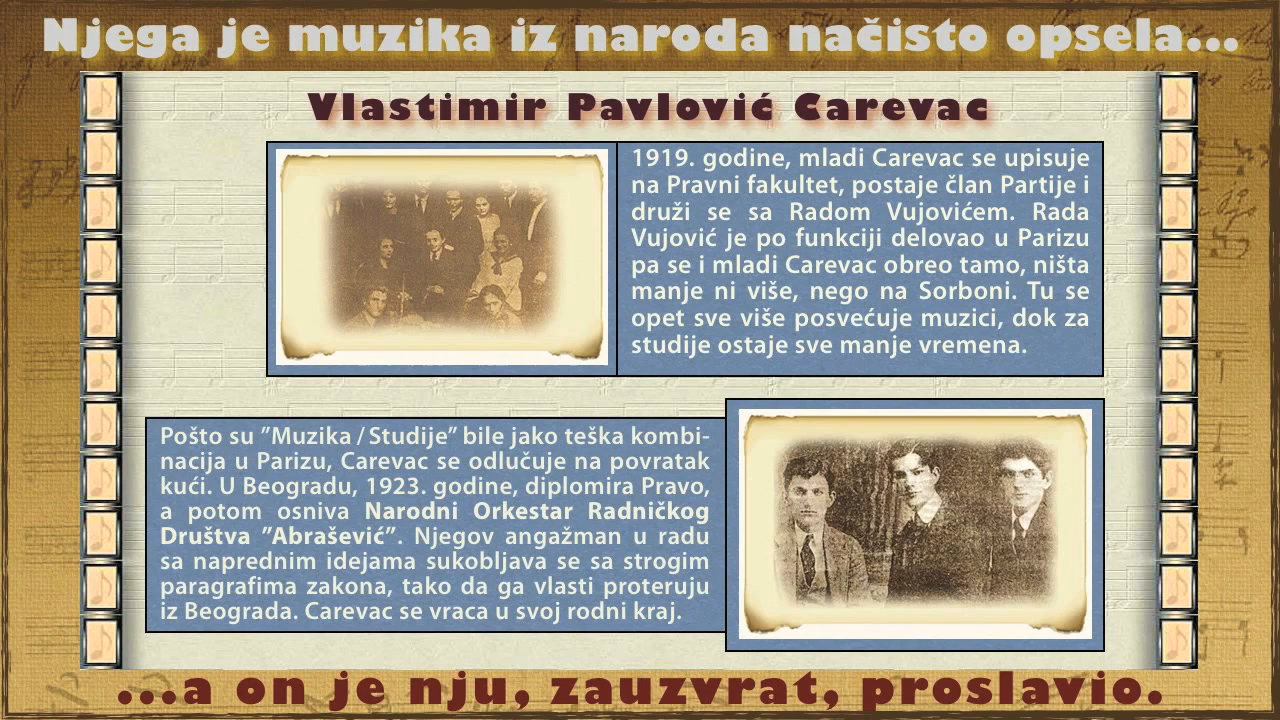 Njega je muzika iz naroda načisto opsela...
Vlastimir Pavlović Carevac
1919. godine, mladi Carevac se upisuje
na Pravni fakultet, postaje član Partije i
druži se sa Radom Vujovićem. Rada
Vujović je po funkciji delovao u Parizu
pa se i mladi Carevac obreo tamo, ništa
manje ni više, nego na Sorboni. Tu se
opet sve više posvećuje muzici, dok za
studije ostaje sve manje vremena.
Pošto su ”Muzika / Studije” bile jako teška kombi-
nacija u Parizu, Carevac se odlučuje na povratak
kući. U Beogradu, 1923. godine, diplomira Pravo,
a potom osniva Narodni Orkestar Radničkog
Društva ”Abrašević”. Njegov angažman u radu
sa naprednim idejama sukobljava se sa strogim
paragrafima zakona, tako da ga vlasti proteruju
iz Beograda. Carevac se vraca u svoj rodni kraj.
...a on je nju, zauzvrat, proslavio.